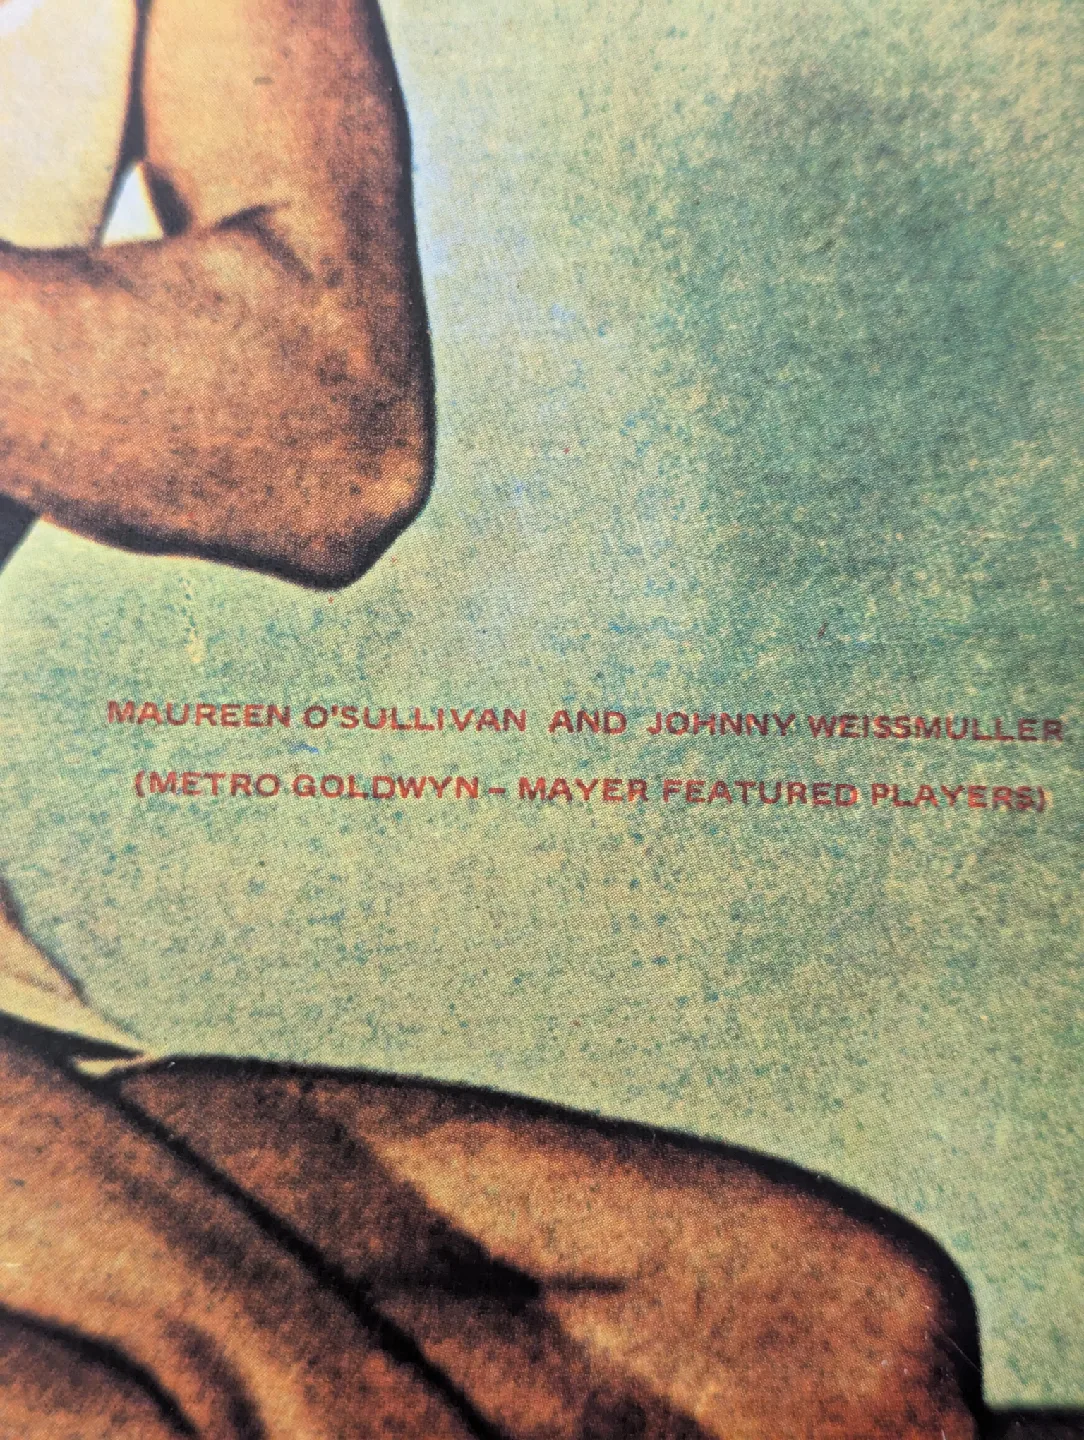 MAUREEN O'SULLIVAN AND JOHNNY WEISSMULLER
(METRO GOLDWYN - MAYER FEATURED PLAYERS)